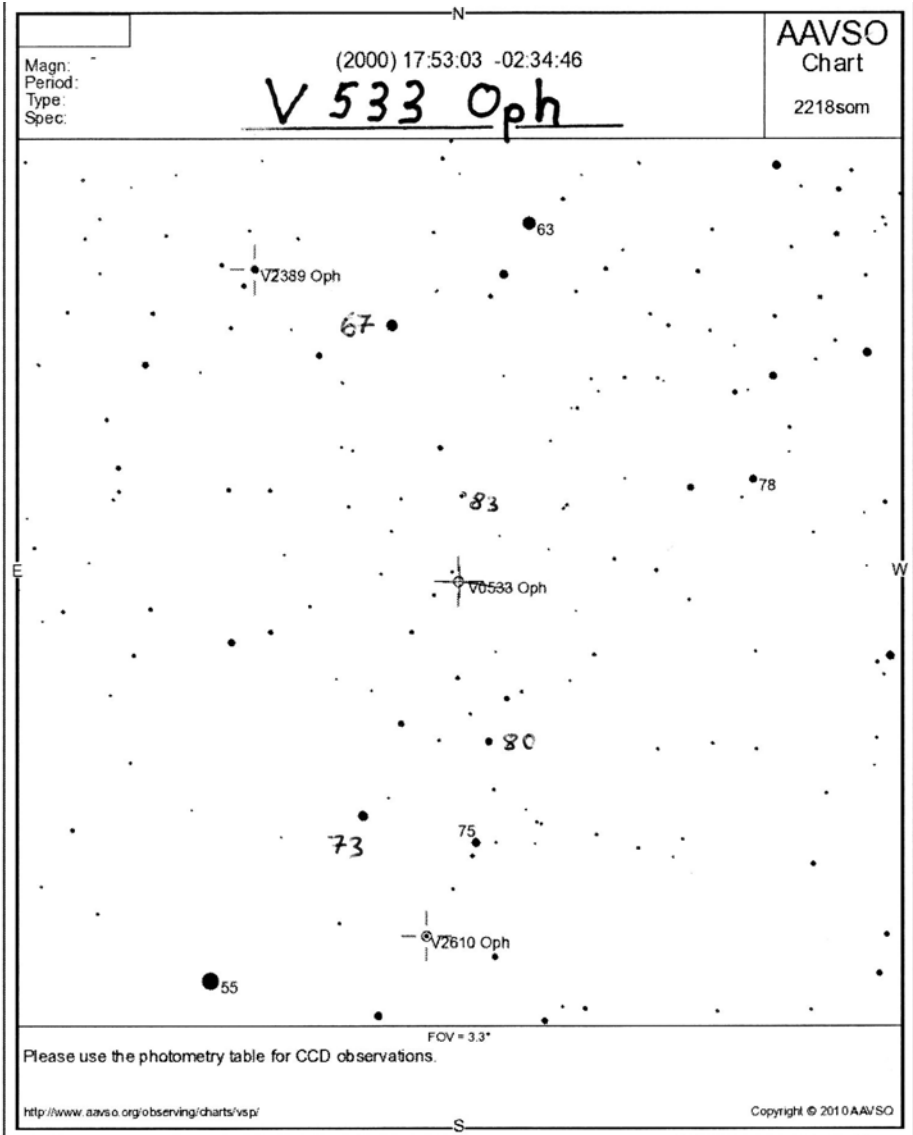 N
Magn: -
Period:
Type:
Spec:
(2000) 17:53:03 -02:34:46
V 533 Oph
AAVSO
Chart
2218som
63
V2389 Oph
67
78
83
E
V0533 Oph
W
80
73
75
V2610 Oph
55
FOV = 3.3°
Please use the photometry table for CCD observations.
http://www.aavso.org/observing/charts/vsp/
Copyright © 2010 AAVSO
S